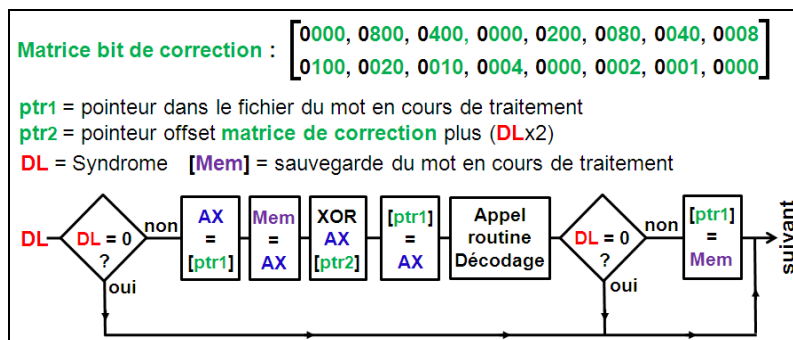 Matrice bit de correction : 0000, 0800, 0400, 0000, 0200, 0080, 0040, 0008
0100, 0020, 0010, 0004, 0000, 0002, 0001, 0000
ptr1 = pointeur dans le fichier du mot en cours de traitement
ptr2 = pointeur offset matrice de correction plus (DLx2)
DL = Syndrome [Mem] = sauvegarde du mot en cours de traitement
DL
DL = 0
?
non
oui
AX
=
[ptr1]
Mem
=
AX
XOR
AX
[ptr2]
[ptr1]
=
AX
Appel
routine
Décodage
DL = 0
?
non
oui
[ptr1]
=
Mem
suivant